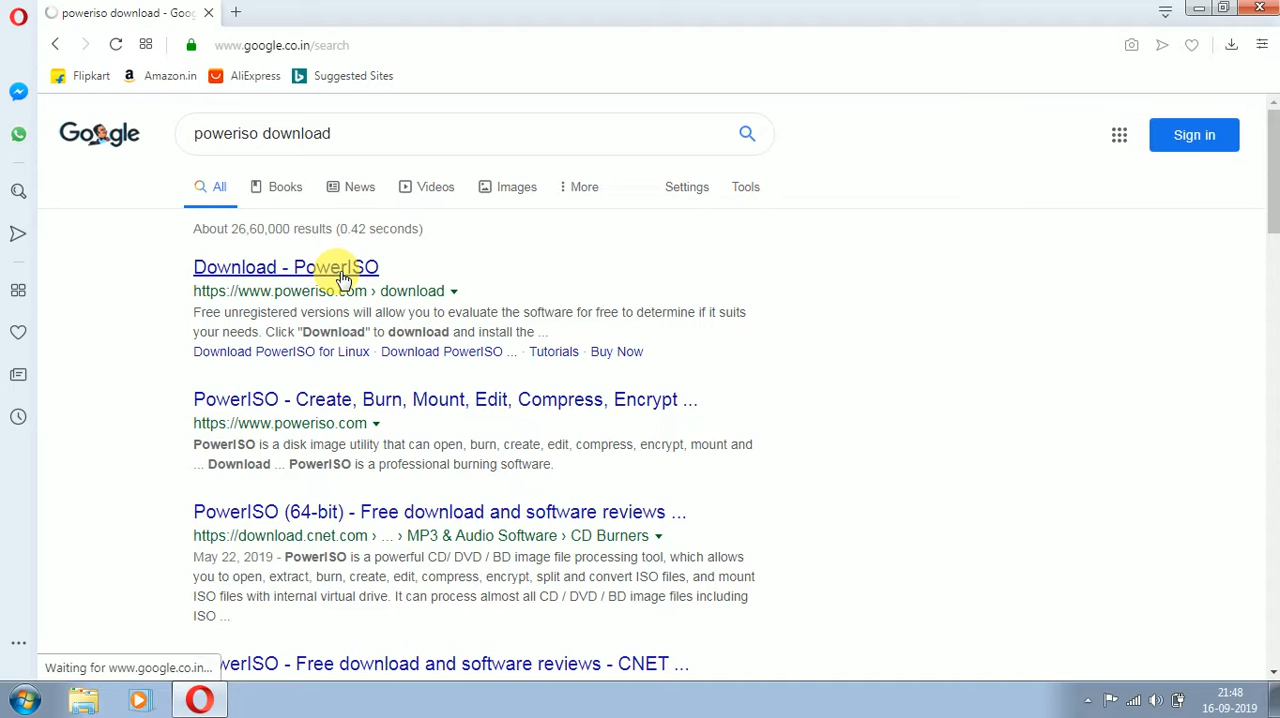 poweriso download - Goog
www.google.co.in/search
Flipkart
Amazon.in
AliExpress
Suggested Sites
Google
poweriso download
Sign in
All
Books
News
Videos
Images
More
Settings
Tools
About 26,60,000 results (0.42 seconds)
Download - PowerISO
https://www.poweriso.com › download
Free unregistered versions will allow you to evaluate the software for free to determine if it suits
your needs. Click "Download" to download and install the ...
Download PowerISO for Linux · Download PowerISO ... · Tutorials · Buy Now
PowerISO - Create, Burn, Mount, Edit, Compress, Encrypt ...
https://www.poweriso.com
PowerISO is a disk image utility that can open, burn, create, edit, compress, encrypt, mount and
... Download ... PowerISO is a professional burning software.
PowerISO (64-bit) - Free download and software reviews ...
https://download.cnet.com › ... › MP3 & Audio Software › CD Burners
May 22, 2019 - PowerISO is a powerful CD/ DVD / BD image file processing tool, which allows
you to open, extract, burn, create, edit, compress, encrypt, split and convert ISO files, and mount
ISO files with internal virtual drive. It can process almost all CD / DVD / BD image files including
ISO ...
werISO - Free download and software reviews - CNET ...
Waiting for www.google.co.in...
21:48
16-09-2019